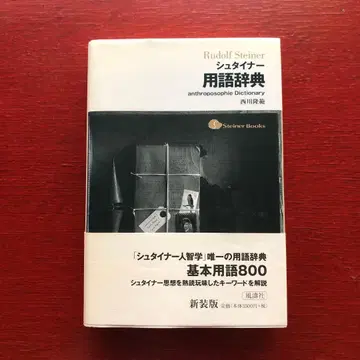 Rudolf Steiner
シュタイナー
用語辞典
anthroposophie Dictionary
西川隆範
Steiner Books
「シュタイナー人智学」唯一の用語辞典
基本用語800
シュタイナー思想を熟読玩味したキーワードを解説
風濤社
新装版